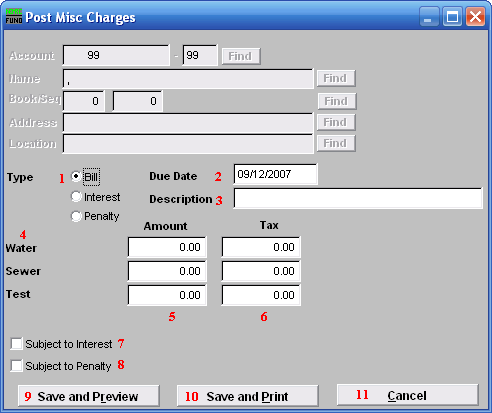 FUND Post Misc Charges
Account 99 - 99 Find
Name , Find
Book/Seq 0 0 Find
Address Find
Location Find
Type 1 Bill Due Date 2 09/12/2007
Interest Description 3
Penalty
Amount Tax
4
Water 0.00 0.00
Sewer 0.00 0.00
Test 0.00 0.00
5 6
Subject to Interest 7
Subject to Penalty 8
9 Save and Preview 10 Save and Print 11 Cancel